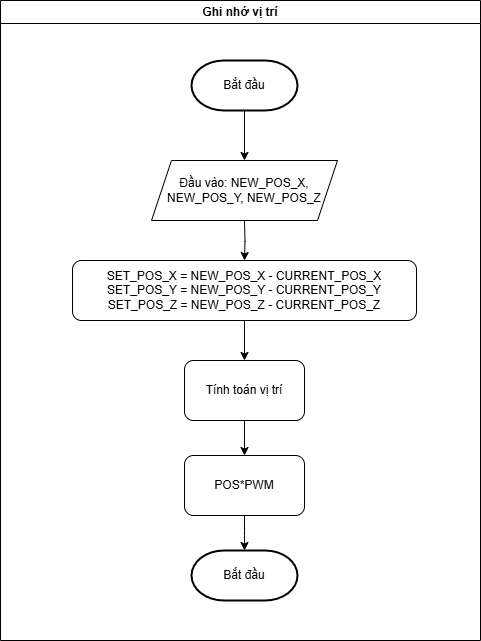 Ghi nhớ vị trí
Bắt đầu
Đầu vào: NEW_POS_X,
NEW_POS_Y, NEW_POS_Z
SET_POS_X = NEW_POS_X - CURRENT_POS_X
SET_POS_Y = NEW_POS_Y - CURRENT_POS_Y
SET_POS_Z = NEW_POS_Z - CURRENT_POS_Z
Tính toán vị trí
POS*PWM
Bắt đầu